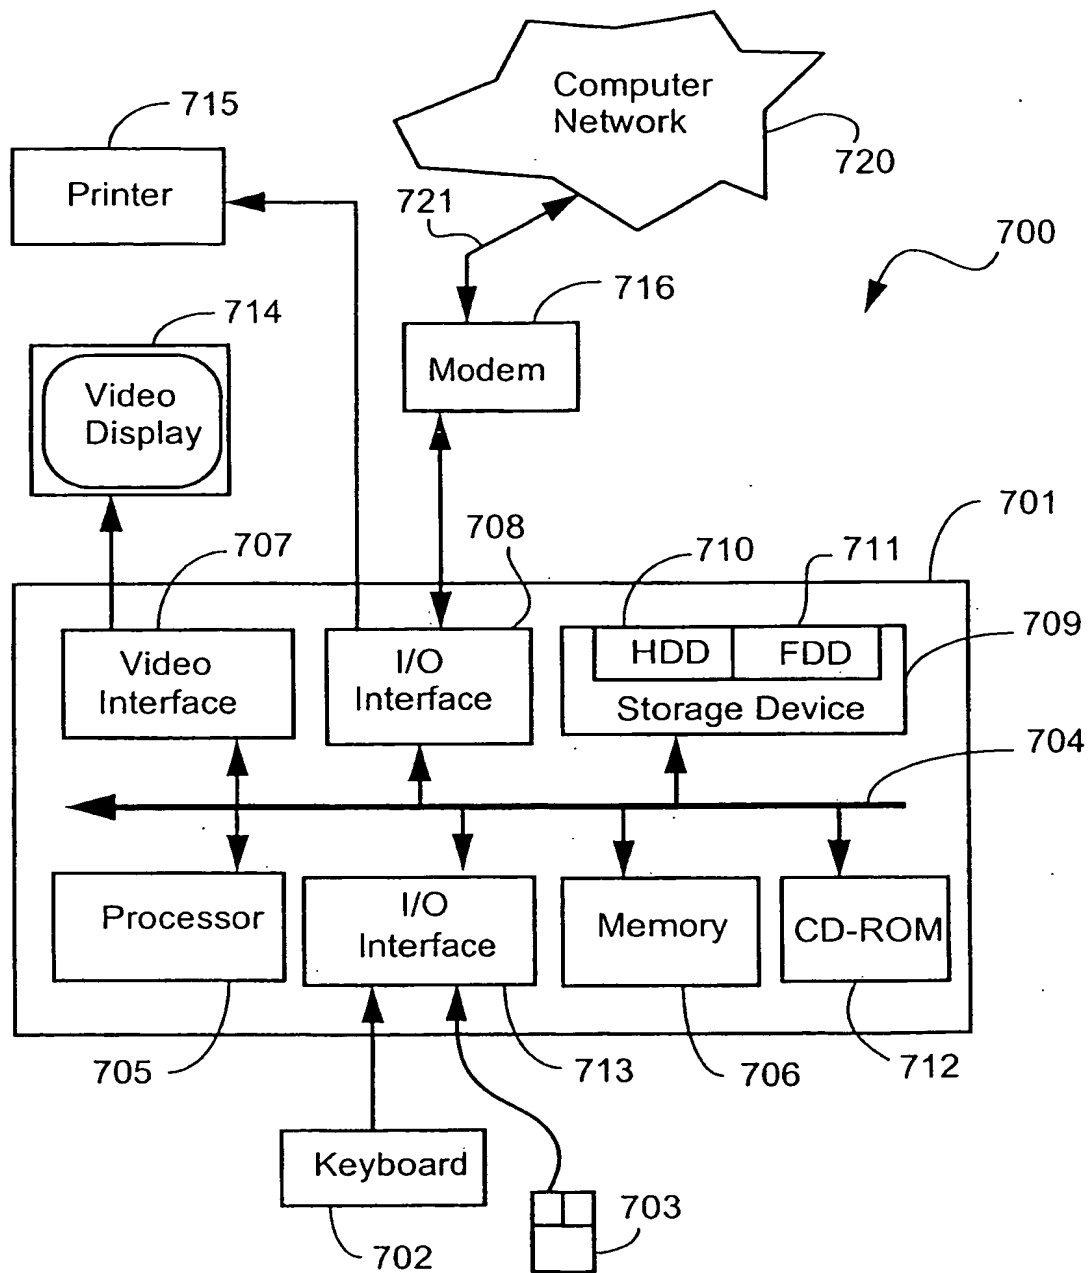 Computer
Network
720
715
Printer
721
700
716
Modem
714
Video
Display
701
707
708
710
711
709
Video
Interface
I/O
Interface
HDD
FDD
Storage Device
704
Processor
I/O
Interface
Memory
CD-ROM
705
713
706
712
Keyboard
702
703